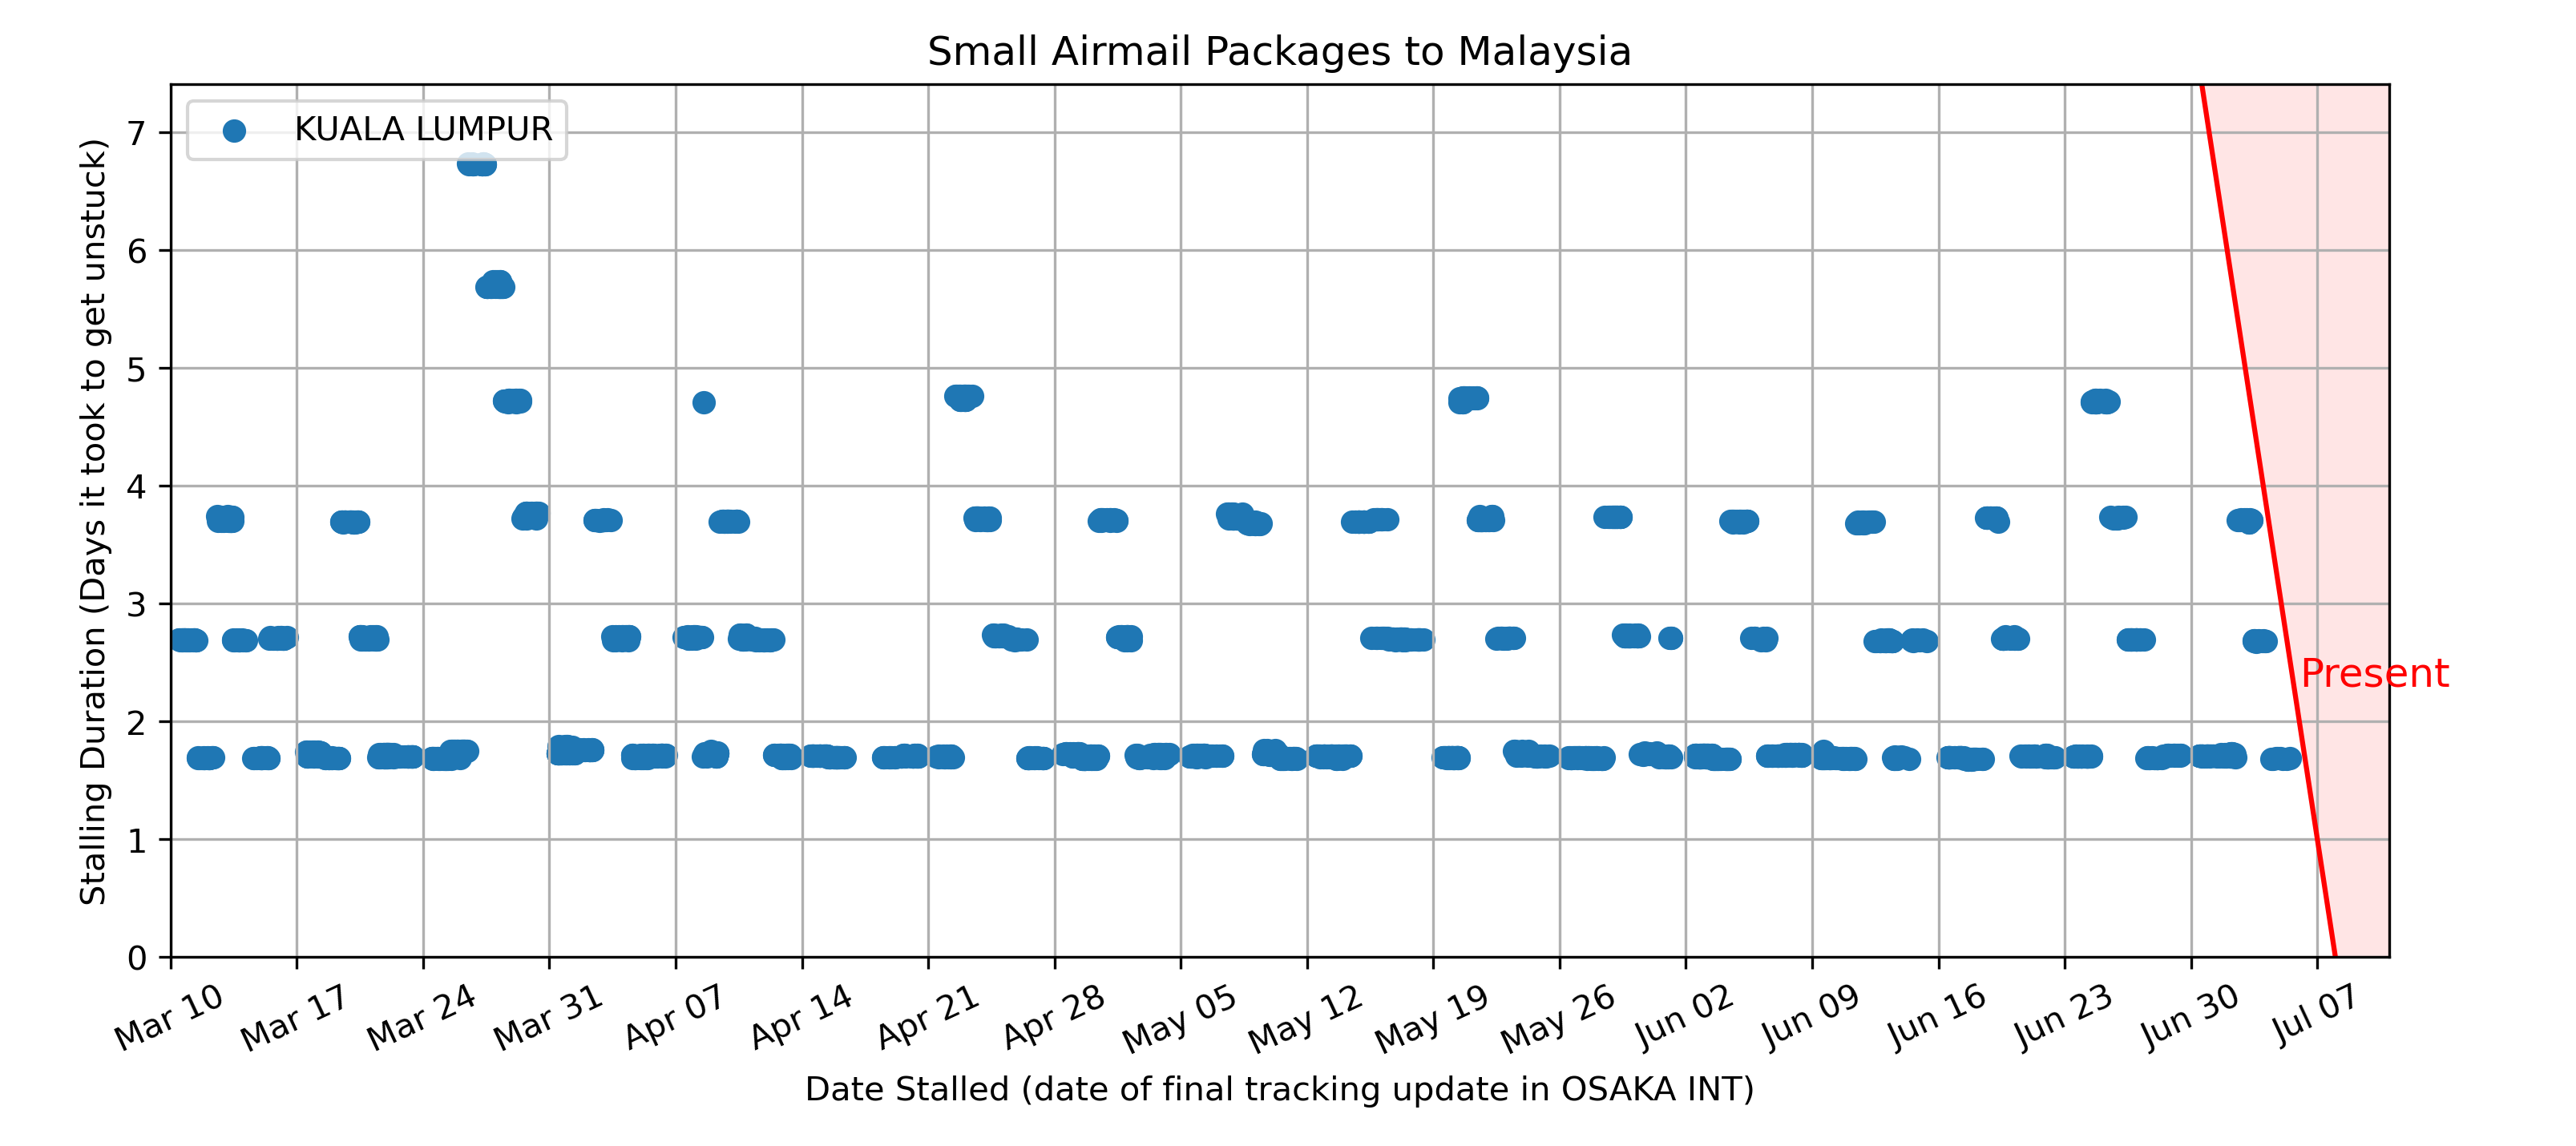 Small Airmail Packages to Malaysia
KUALA LUMPUR
7
6
5
4
3
2
1
0
Stalling Duration (Days it took to get unstuck)
Present
Mar 10
Mar 17
Mar 24
Mar 31
Apr 07
Apr 14
Apr 21
Apr 28
May 05
May 12
May 19
May 26
Jun 02
Jun 09
Jun 16
Jun 23
Jun 30
Jul 07
Date Stalled (date of final tracking update in OSAKA INT)